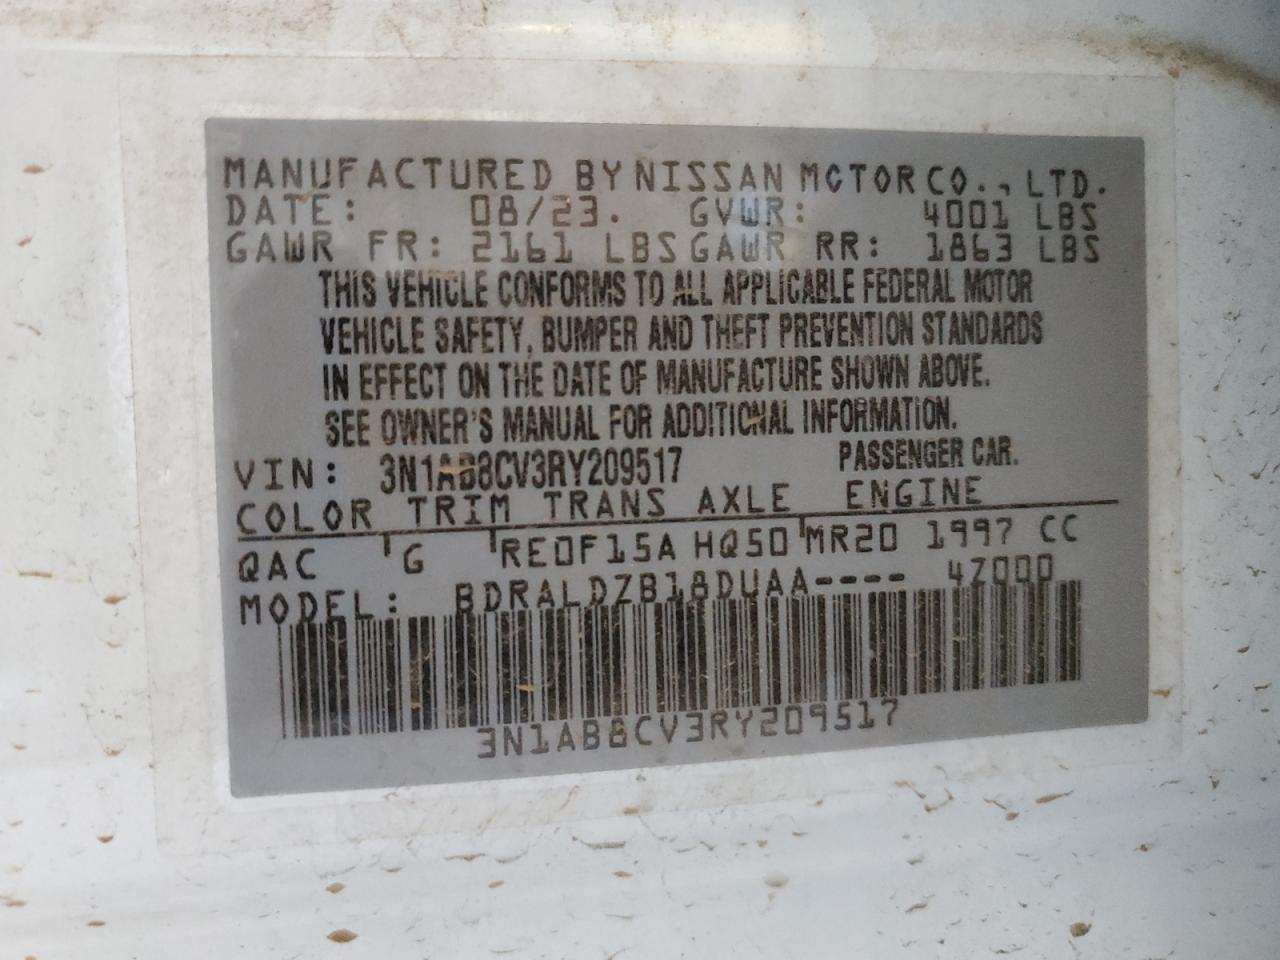 MANUFACTURED BY NISSAN MOTOR CO., LTD.
DATE: 08/23. GVWR: 4001 LBS
GAWR FR: 2161 LBS GAWR RR: 1863 LBS
THIS VEHICLE CONFORMS TO ALL APPLICABLE FEDERAL MOTOR
VEHICLE SAFETY, BUMPER AND THEFT PREVENTION STANDARDS
IN EFFECT ON THE DATE OF MANUFACTURE SHOWN ABOVE.
SEE OWNER'S MANUAL FOR ADDITIONAL INFORMATION.
VIN: 3N1AB8CV3RY209517 PASSENGER CAR.
COLOR TRIM TRANS AXLE ENGINE
QAC G RE0F15A HQ50 MR20 1997 CC
MODEL: BDRALDZB18DUAA---- 4Z000
3N1AB8CV3RY209517